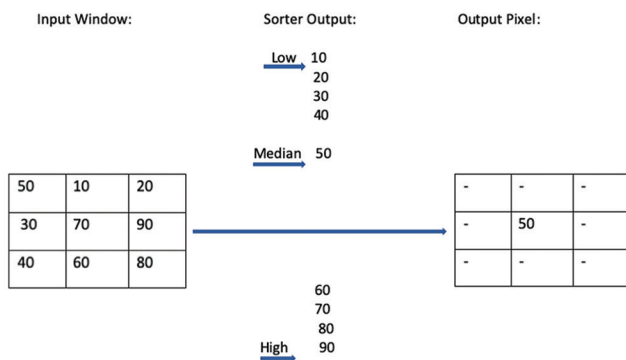 Input Window: Sorter Output: Output Pixel:
Low 10
20
30
40
Median 50
50 10 20
30 70 90
40 60 80
- - -
- 50 -
- - -
60
70
80
High 90